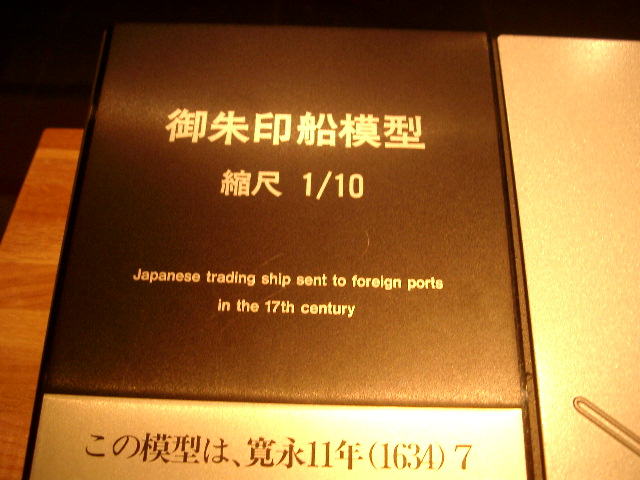 御朱印船模型
縮尺 1/10
Japanese trading ship sent to foreign ports
in the 17th century
この模型は、寛永11年(1634) 7